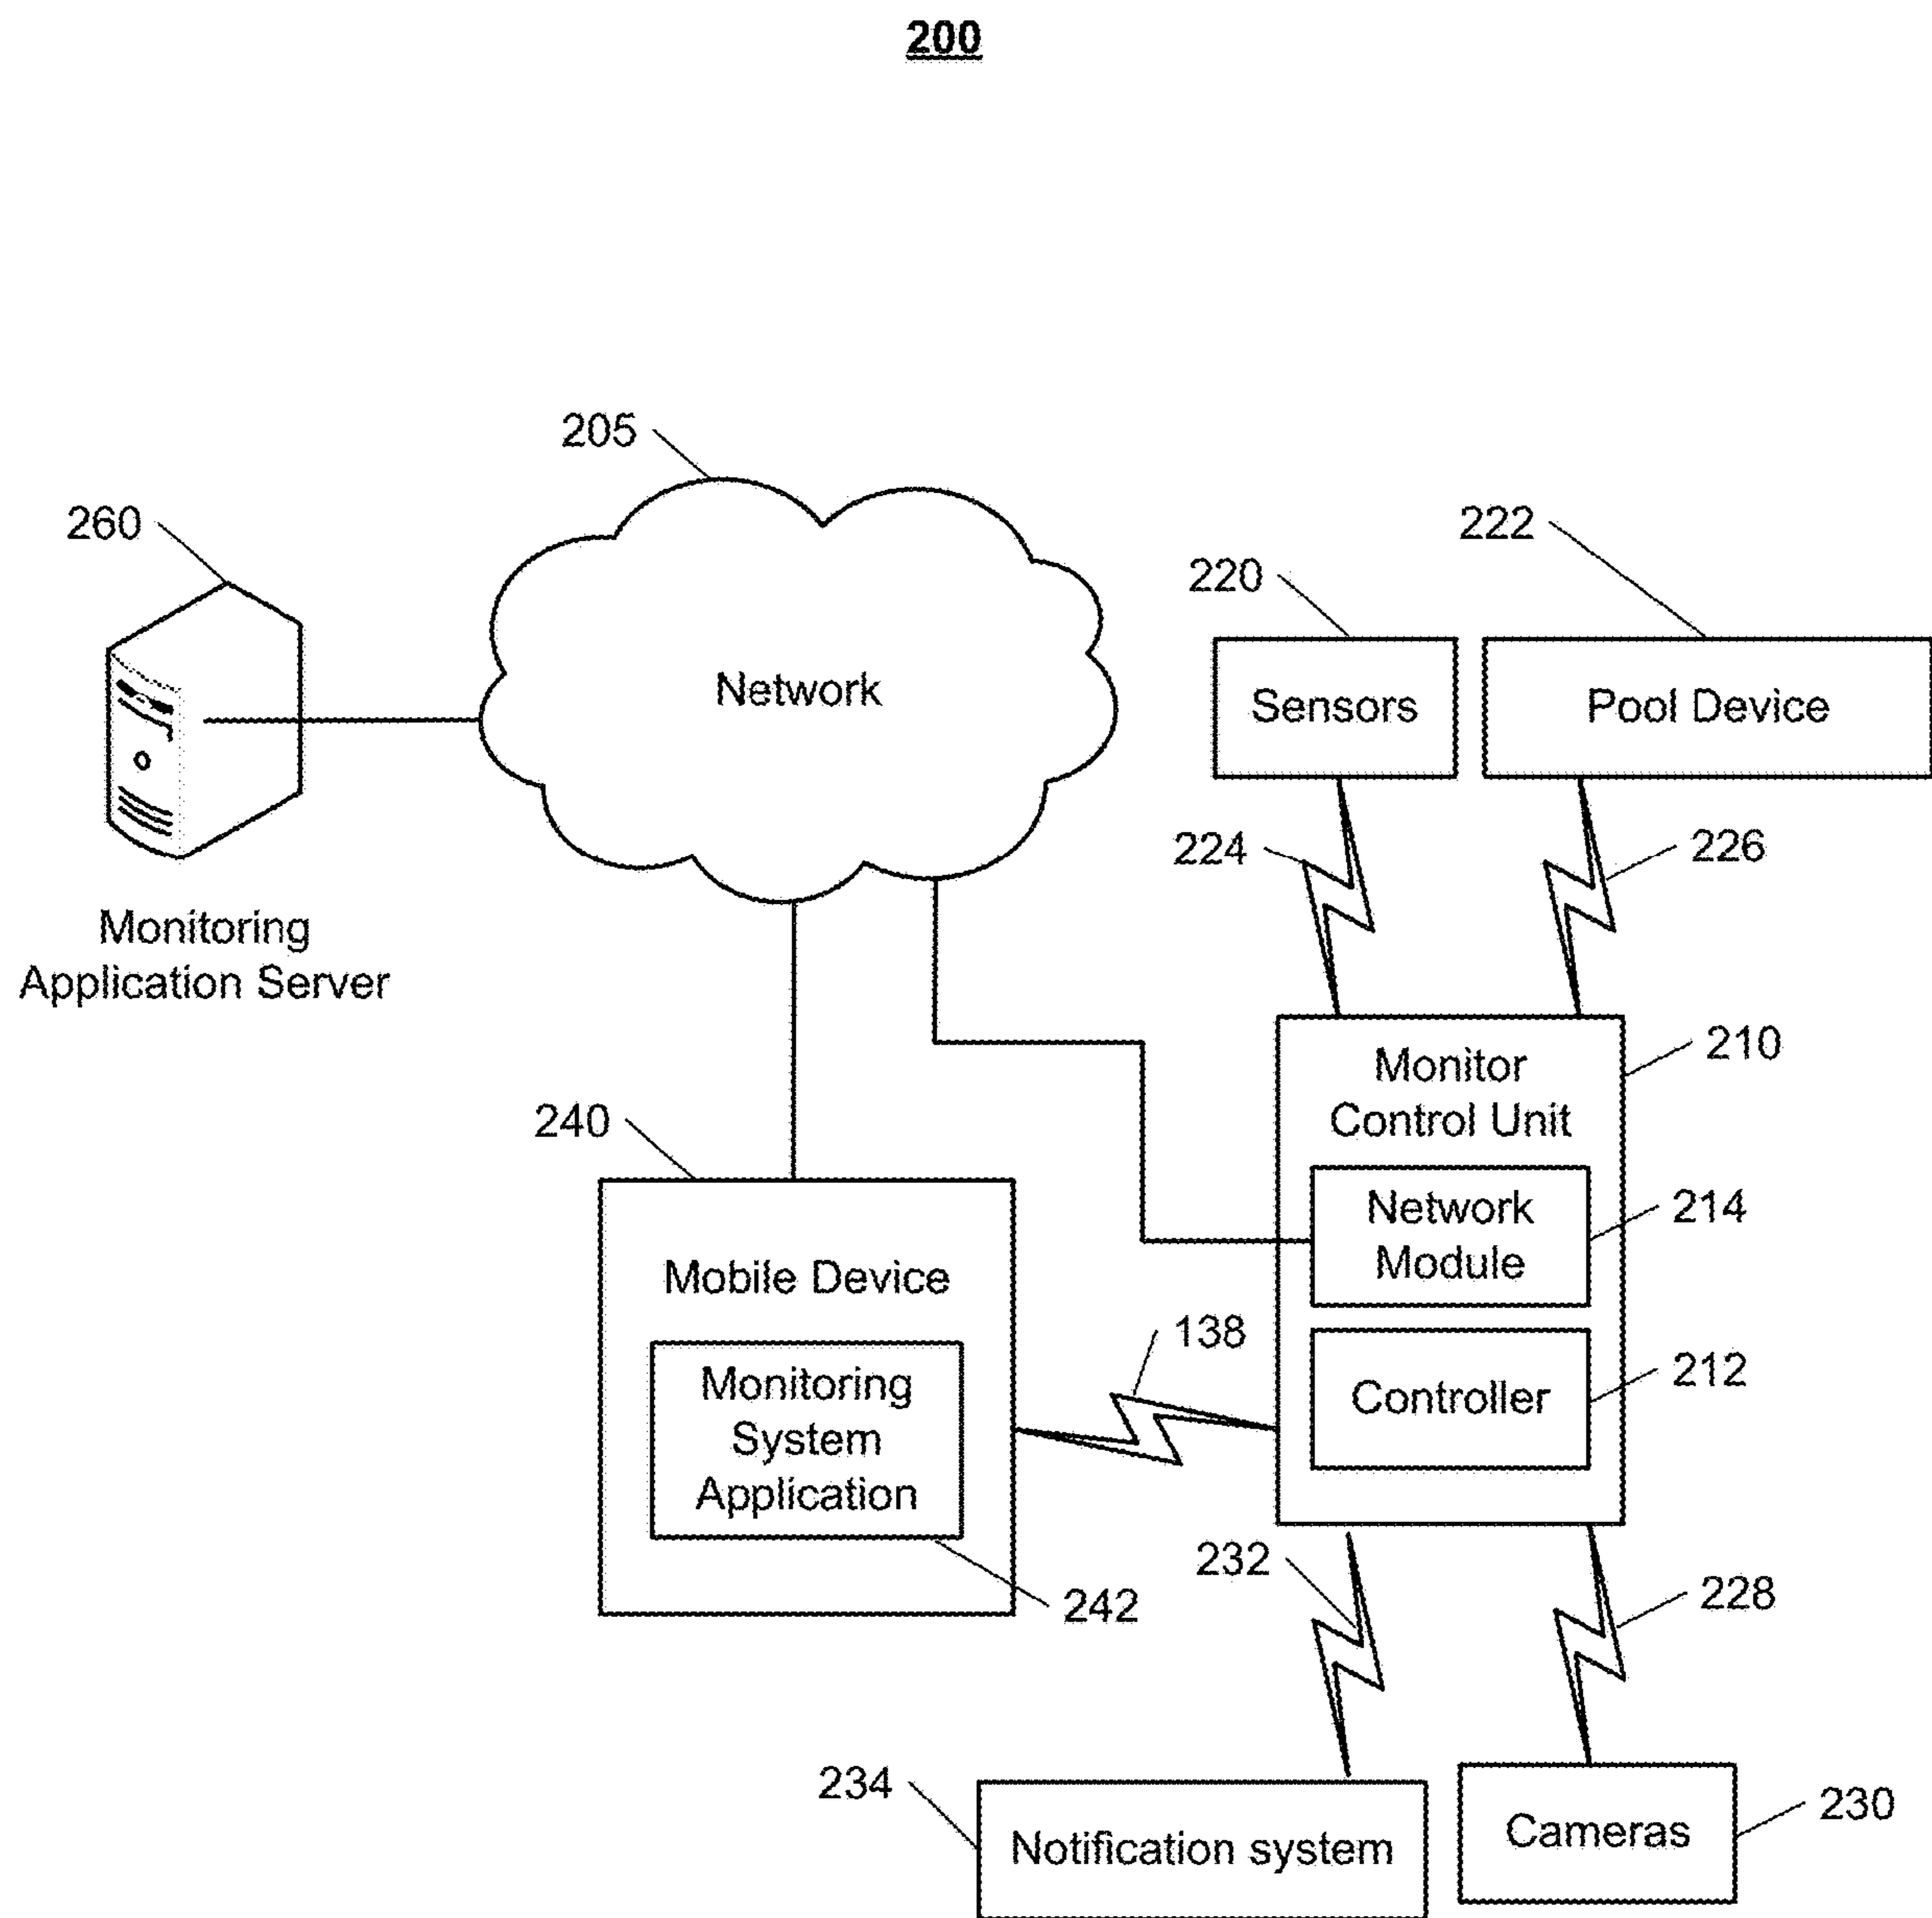 200
205
260
222
220
Network
Sensors
Pool Device
224
226
Monitoring
Application Server
210
Monitor
Control Unit
240
Network
Module
214
Mobile Device
138
212
Controller
Monitoring
System
Application
232
242
228
234
230
Notification system
Cameras